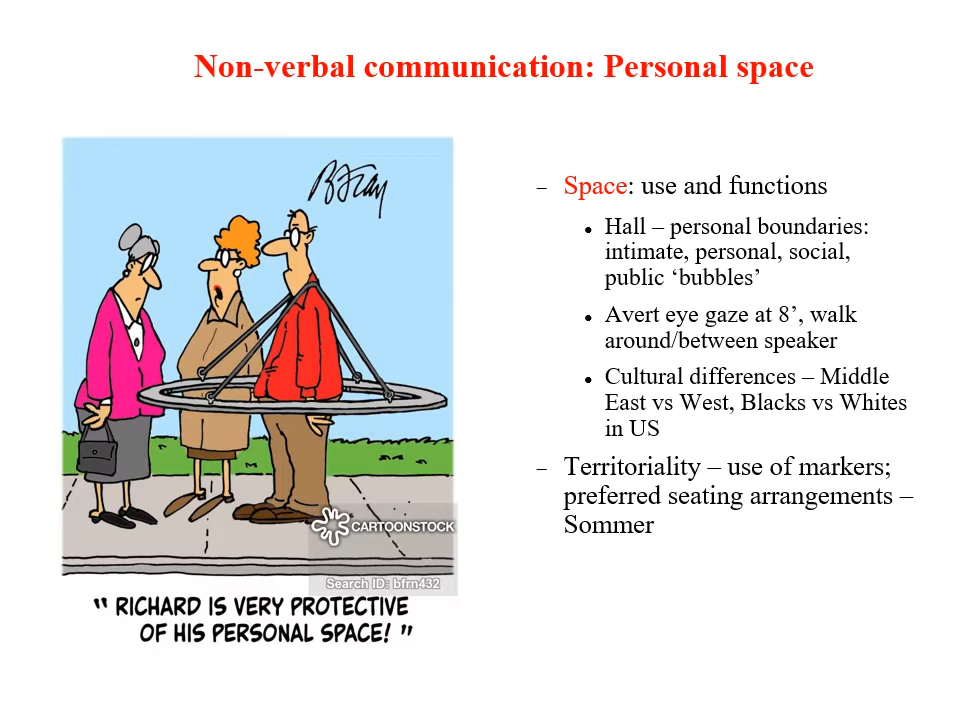 Non-verbal communication: Personal space
BFray
– Space: use and functions
• Hall – personal boundaries:
intimate, personal, social,
public ‘bubbles’
• Avert eye gaze at 8’, walk
around/between speaker
• Cultural differences – Middle
East vs West, Blacks vs Whites
in US
– Territoriality – use of markers;
preferred seating arrangements –
Sommer
CARTOONSTOCK
Search ID: bfrn432
"RICHARD IS VERY PROTECTIVE
OF HIS PERSONAL SPACE!"